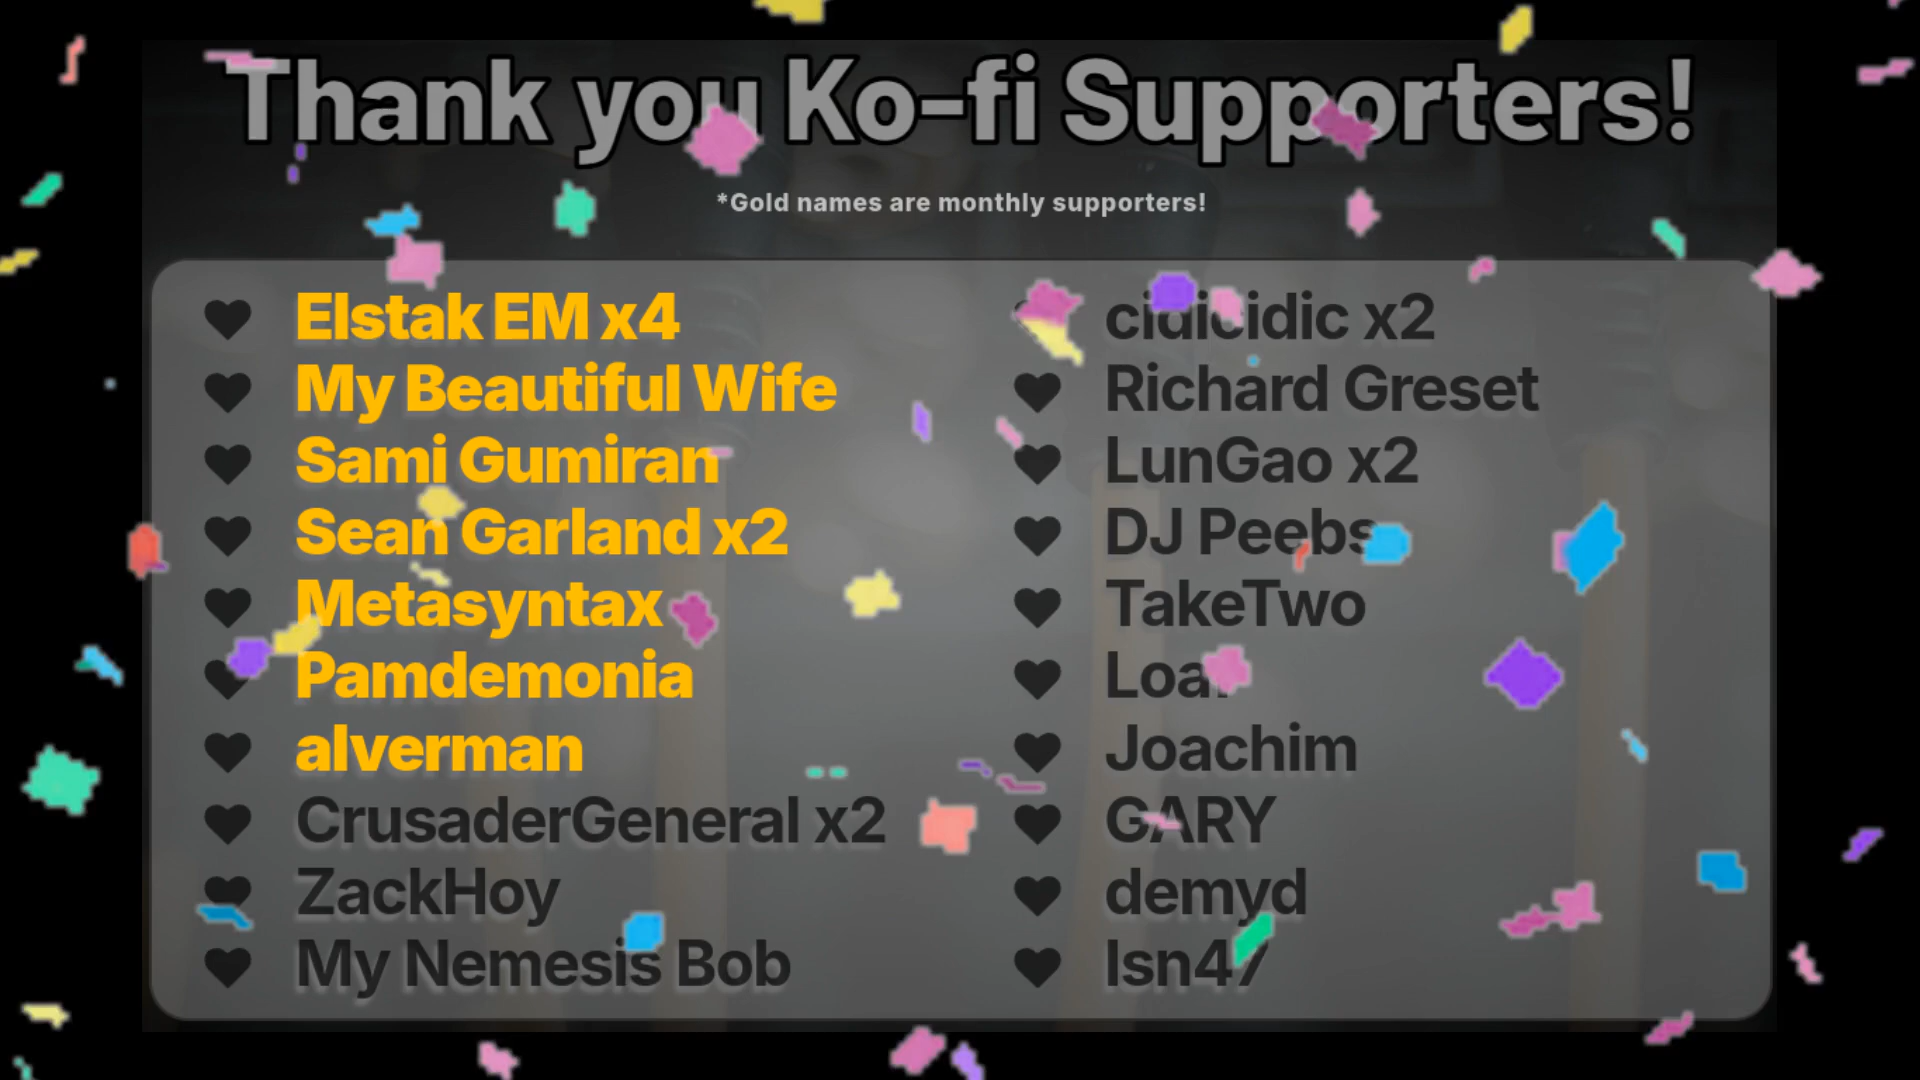 Thank you Ko-fi Supporters!
*Gold names are monthly supporters!
Elstak EM x4
My Beautiful Wife
Sami Gumiran
Sean Garland x2
Metasyntax
Pamdemonia
alverman
CrusaderGeneral x2
ZackHoy
My Nemesis Bob
cidicidic x2
Richard Greset
LunGao x2
DJ Peebs
TakeTwo
Joachim
GARY
demyd